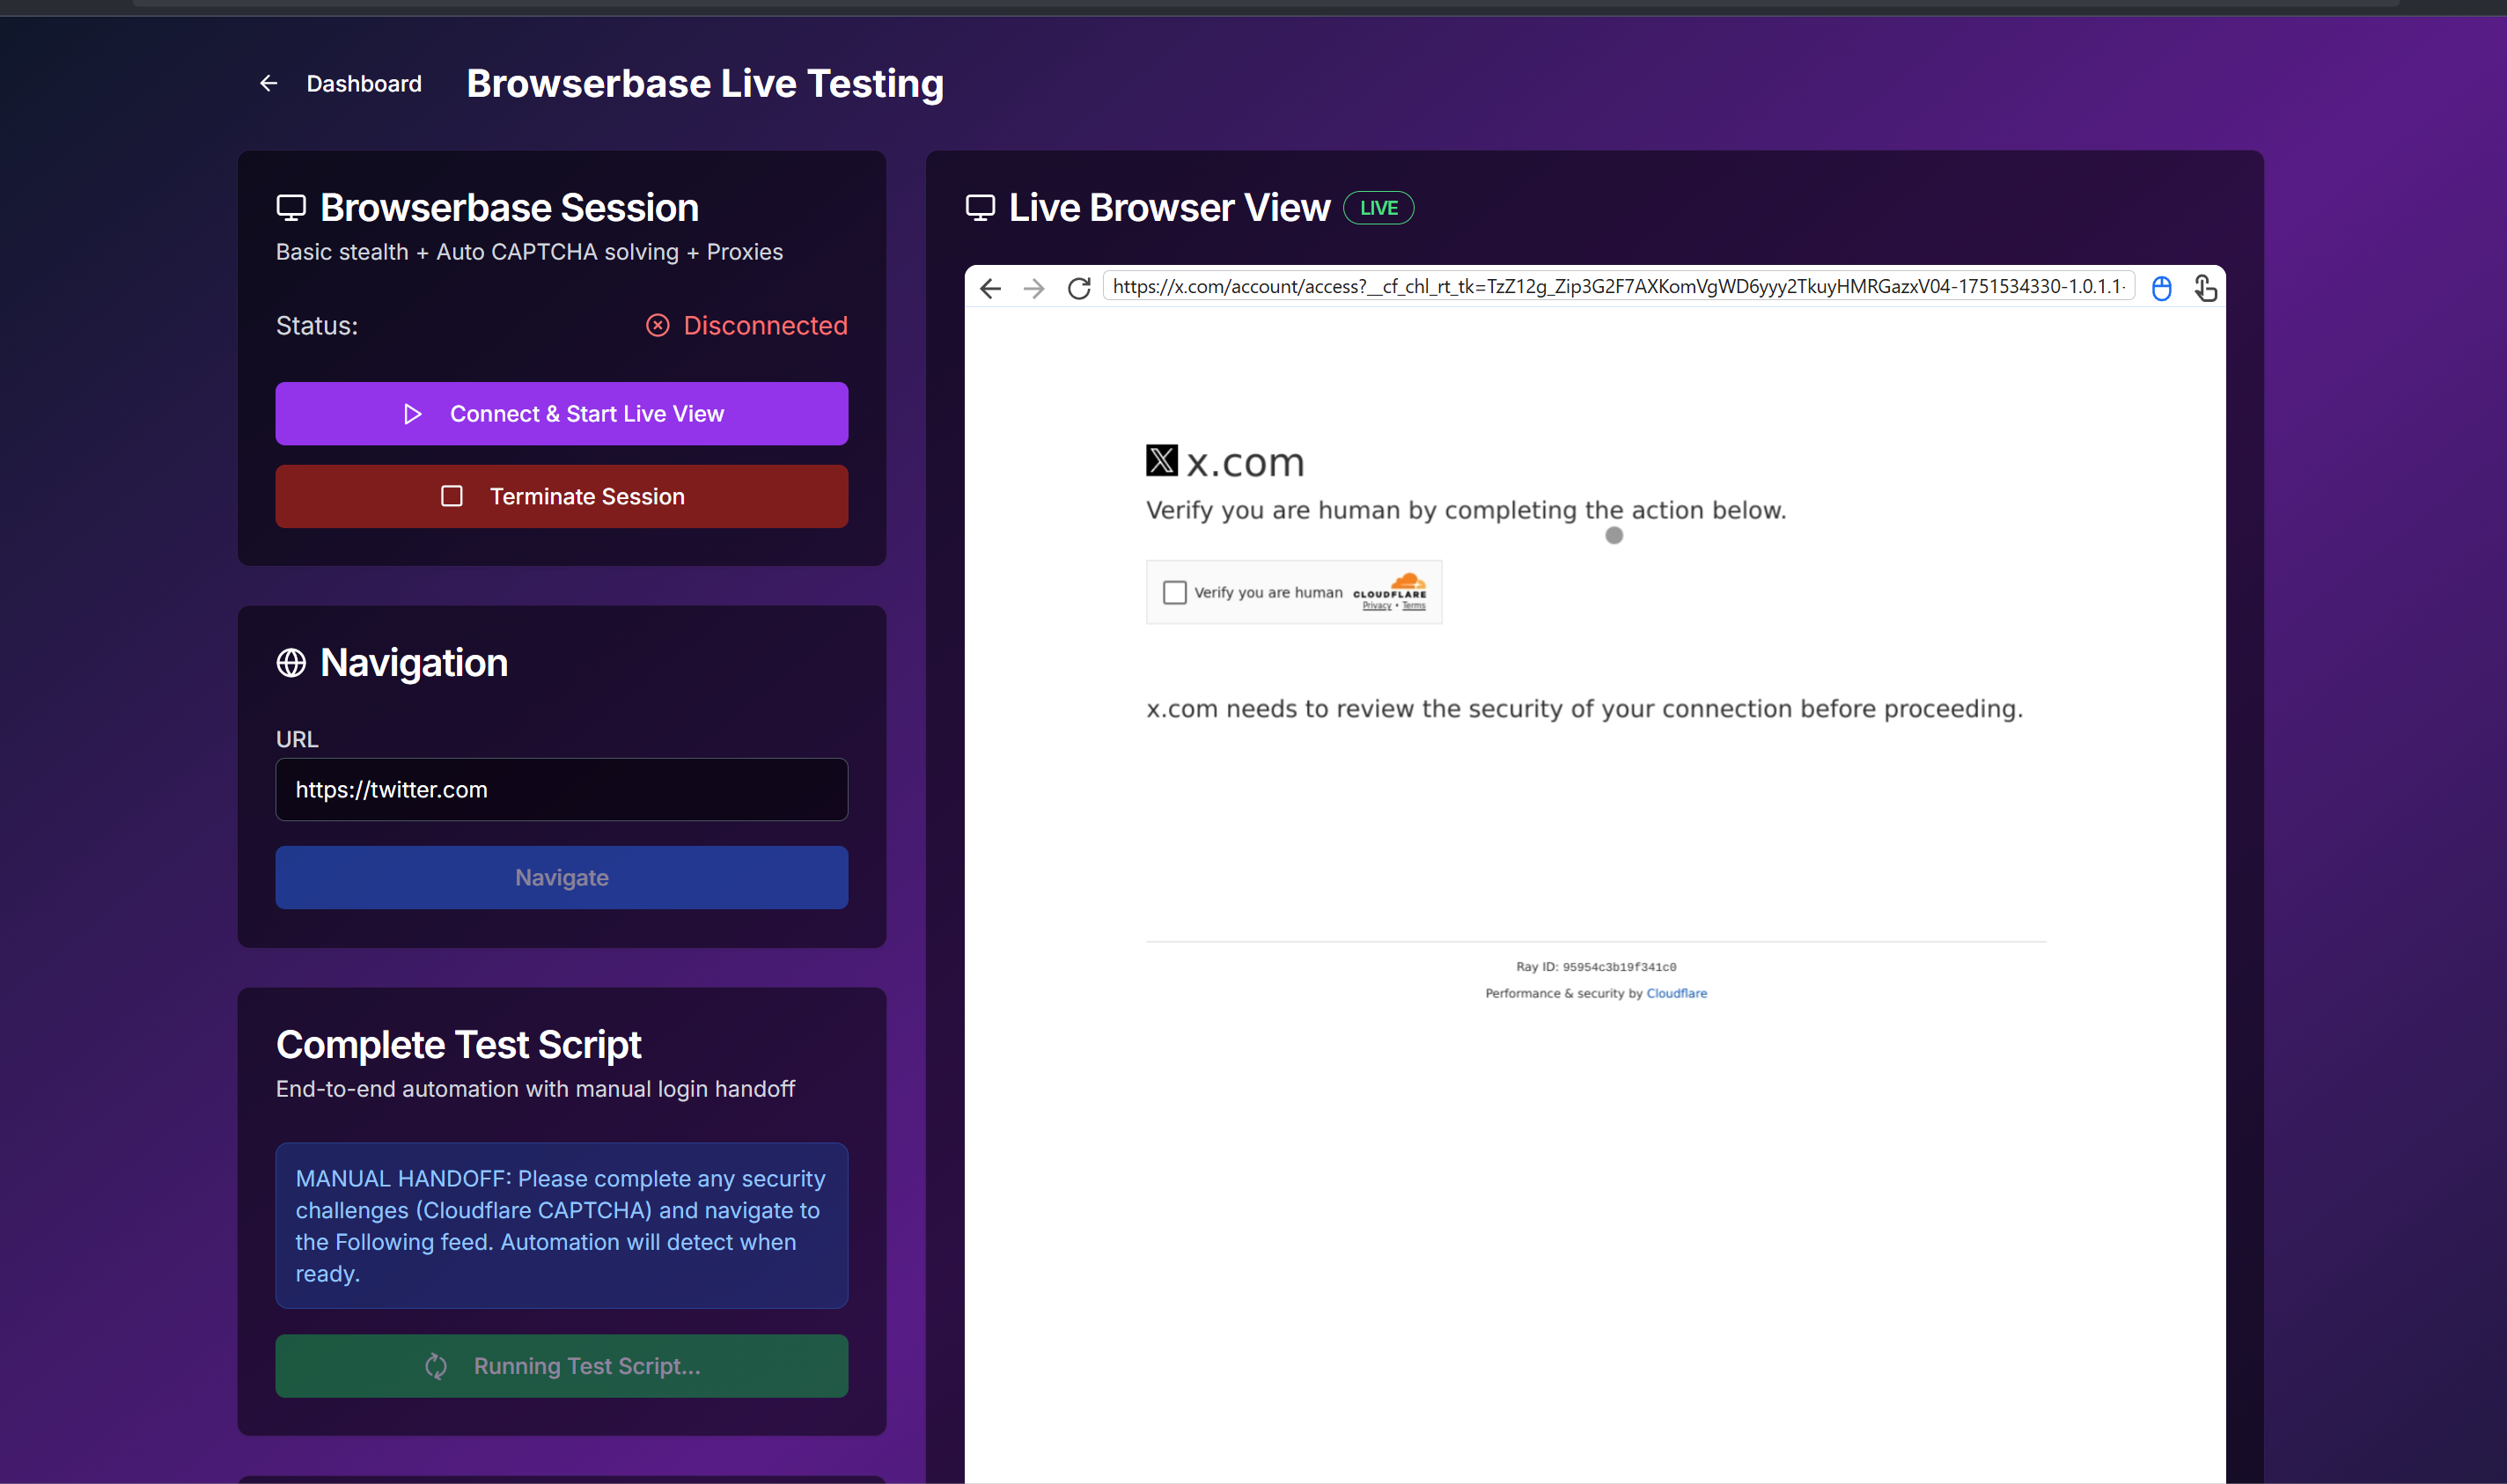 Dashboard
Browserbase Live Testing
Browserbase Session
Basic stealth + Auto CAPTCHA solving + Proxies
Status:
Disconnected
Connect & Start Live View
Terminate Session
Navigation
URL
https://twitter.com
Navigate
Complete Test Script
End-to-end automation with manual login handoff
MANUAL HANDOFF: Please complete any security
challenges (Cloudflare CAPTCHA) and navigate to
the Following feed. Automation will detect when
ready.
Running Test Script...
Live Browser View
LIVE
https://x.com/account/access?__cf_chl_rt_tk=TzZ12g_Zip3G2F7AXKomVgWD6yyy2TkuyHMRGazxV04-1751534330-1.0.1.1-
x.com
Verify you are human by completing the action below.
Verify you are human
CLOUDFLARE
Privacy • Terms
x.com needs to review the security of your connection before proceeding.
Ray ID: 95954c3b19f341c0
Performance & security by Cloudflare